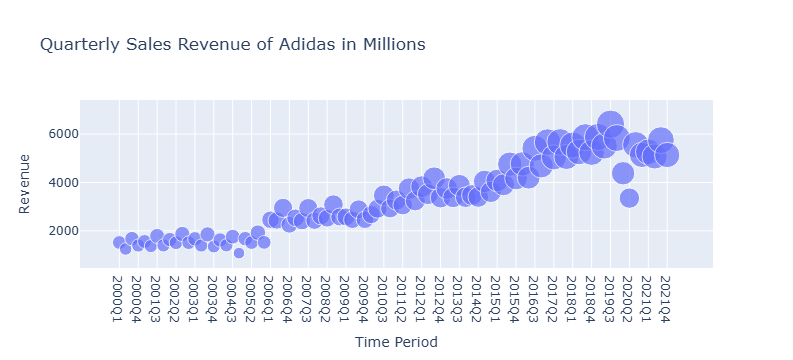 Quarterly Sales Revenue of Adidas in Millions
Revenue
6000
4000
2000
2000Q1
2000Q4
2001Q3
2002Q2
2003Q1
2003Q4
2004Q3
2005Q2
2006Q1
2006Q4
2007Q3
2008Q2
2009Q1
2009Q4
2010Q3
2011Q2
2012Q1
2012Q4
2013Q3
2014Q2
2015Q1
2015Q4
2016Q3
2017Q2
2018Q1
2018Q4
2019Q3
2020Q2
2021Q1
2021Q4
Time Period